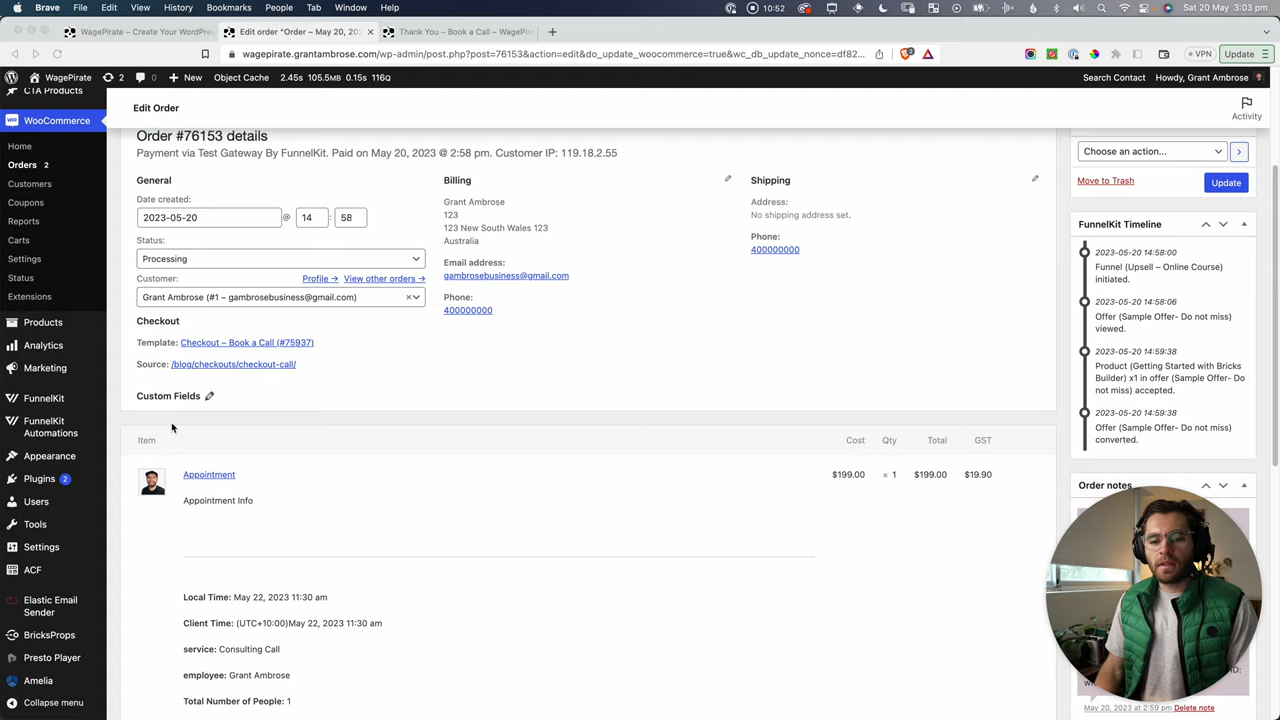 Brave File Edit View History Bookmarks People Tab Window Help 10:52 Sat 20 May 3:03 pm
WagePirate – Create Your WordPres
Edit order "Order – May 20, 20
Thank You – Book a Call – WagePir
wagepirate.grantambrose.com/wp-admin/post.php?post=76153&action=edit&do_update_woocommerce=true&wc_db_update_nonce=df82...
VPN
Update
WagePirate 2 0 New Object Cache 2.45s 105.5MB 0.15s 116Q
Search Contact Howdy, Grant Ambrose
CTA Products
WooCommerce
Home
Orders 2
Customers
Coupons
Reports
Carts
Settings
Status
Extensions
Products
Analytics
Marketing
FunnelKit
FunnelKit
Automations
Appearance
Plugins 2
Users
Tools
Settings
ACF
Elastic Email
Sender
BricksProps
Presto Player
Amelia
Collapse menu
Edit Order
Activity
Order #76153 details
Payment via Test Gateway By FunnelKit. Paid on May 20, 2023 @ 2:58 pm. Customer IP: 119.18.2.55
General
Date created:
2023-05-20 @ 14 58
Status:
Processing
Customer: Profile → View other orders →
Grant Ambrose (#1 – gambrosebusiness@gmail.com) ×
Checkout
Template: Checkout – Book a Call (#75937)
Source: /blog/checkouts/checkout-call/
Custom Fields
Billing
Grant Ambrose
123
123 New South Wales 123
Australia
Email address:
gambrosebusiness@gmail.com
Phone:
400000000
Shipping
Address:
No shipping address set.
Phone:
400000000
Item Cost Qty Total GST
Appointment $199.00 × 1 $199.00 $19.90
Appointment Info
Local Time: May 22, 2023 11:30 am
Client Time: (UTC+10:00)May 22, 2023 11:30 am
service: Consulting Call
employee: Grant Ambrose
Total Number of People: 1
Choose an action...
Move to Trash Update
FunnelKit Timeline
2023-05-20 14:58:00
Funnel (Upsell – Online Course)
initiated.
2023-05-20 14:58:06
Offer (Sample Offer- Do not miss)
viewed.
2023-05-20 14:59:38
Product (Getting Started with Bricks
Builder) x1 in offer (Sample Offer- Do
not miss) accepted.
2023-05-20 14:59:38
Offer (Sample Offer- Do not miss)
converted.
Order notes
May 20, 2023 at 2:59 pm Delete note